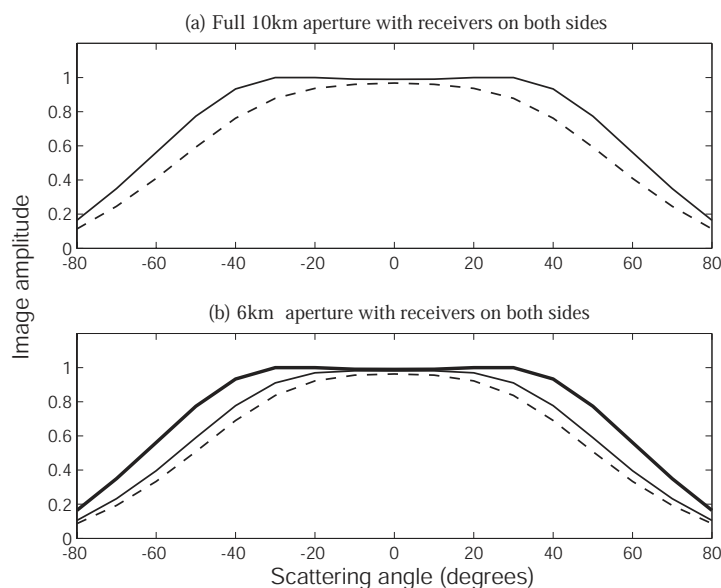 (a) Full 10km aperture with receivers on both sides
1
0.8
0.6
0.4
0.2
0
-80 -60 -40 -20 0 20 40 60 80
Image amplitude
(b) 6km aperture with receivers on both sides
1
0.8
0.6
0.4
0.2
0
-80 -60 -40 -20 0 20 40 60 80
Scattering angle (degrees)